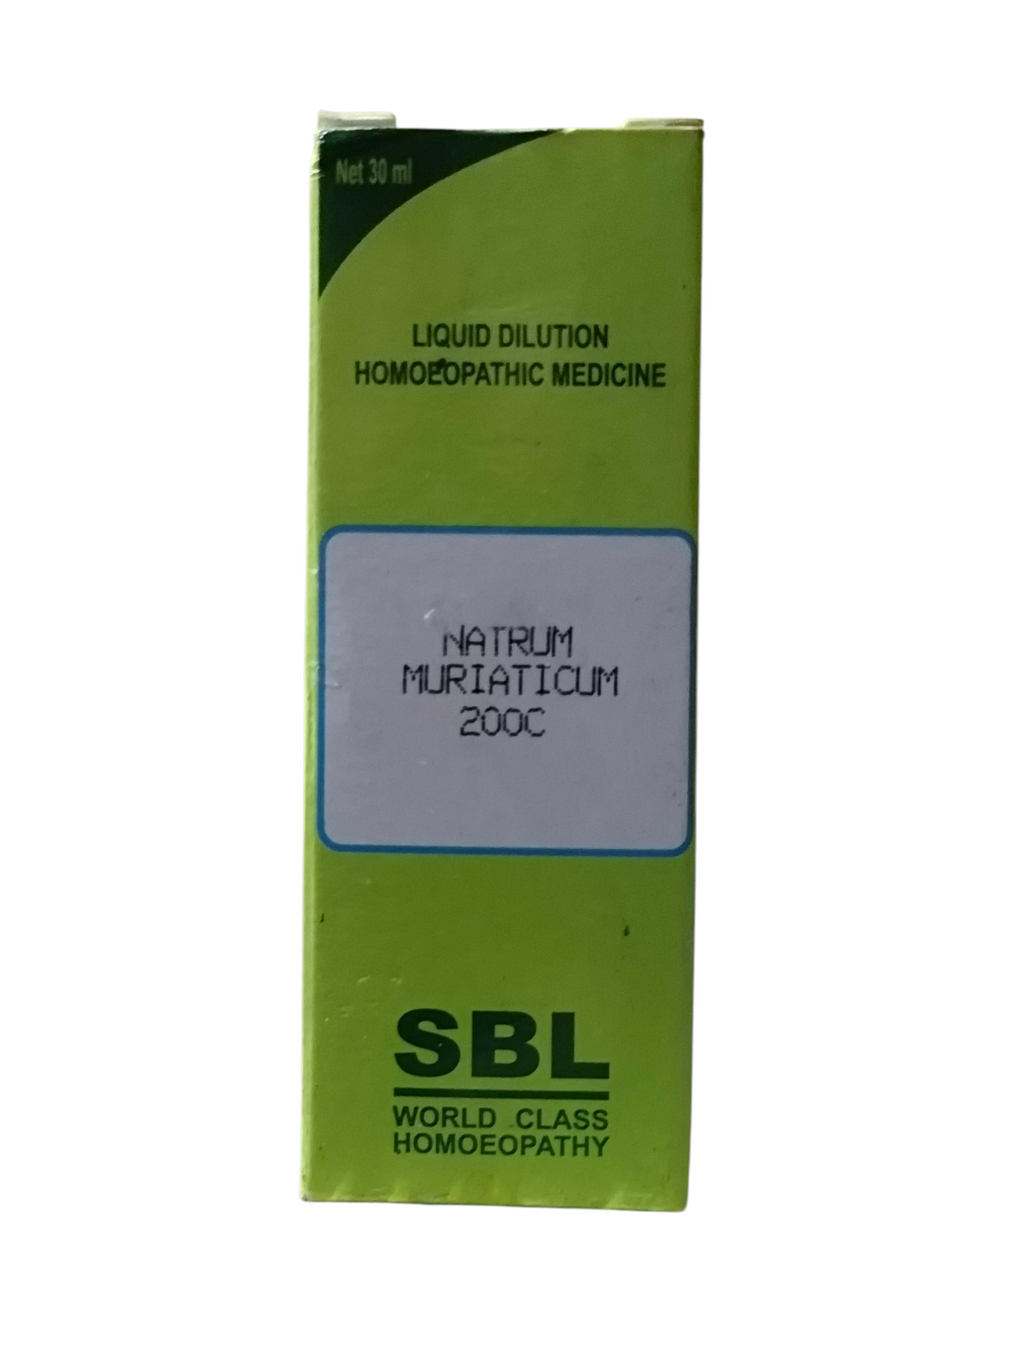 Net 30 ml
LIQUID DILUTION
HOMOEOPATHIC MEDICINE
NATRUM
MURIATICUM
200C
SBL
WORLD CLASS
HOMOEOPATHY